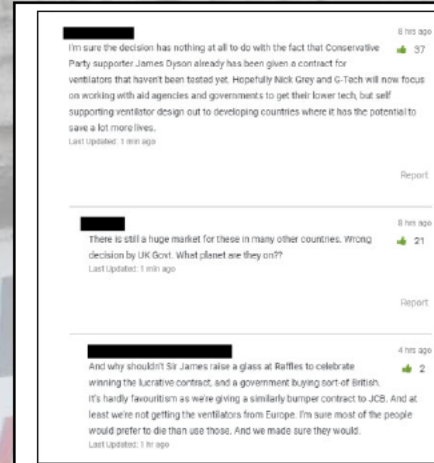 8 hrs ago
I'm sure the decision has nothing at all to do with the fact that Conservative
37
Party supporter James Dyson already has been given a contract for
ventilators that haven't been tested yet. Hopefully Nick Grey and G-Tech will now focus
on working with aid agencies and governments to get their lower tech, but self
supporting ventilator design out to developing countries where it has the potential to
save a lot more lives.
Last Updated: 1 min ago
Report
8 hrs ago
There is still a huge market for these in many other countries. Wrong
21
decision by UK Govt. What planet are they on??
Last Updated: 1 min ago
Report
4 hrs ago
And why shouldn't Sir James raise a glass at Raffles to celebrate
2
winning the lucrative contract, and a government buying sort-of British.
It's hardly favouritism as we're giving a similarly bumper contract to JCB. And at
least we're not getting the ventilators from Europe. I'm sure most of the people
would prefer to die than use those. And we made sure they would.
Last Updated: 1 hr ago